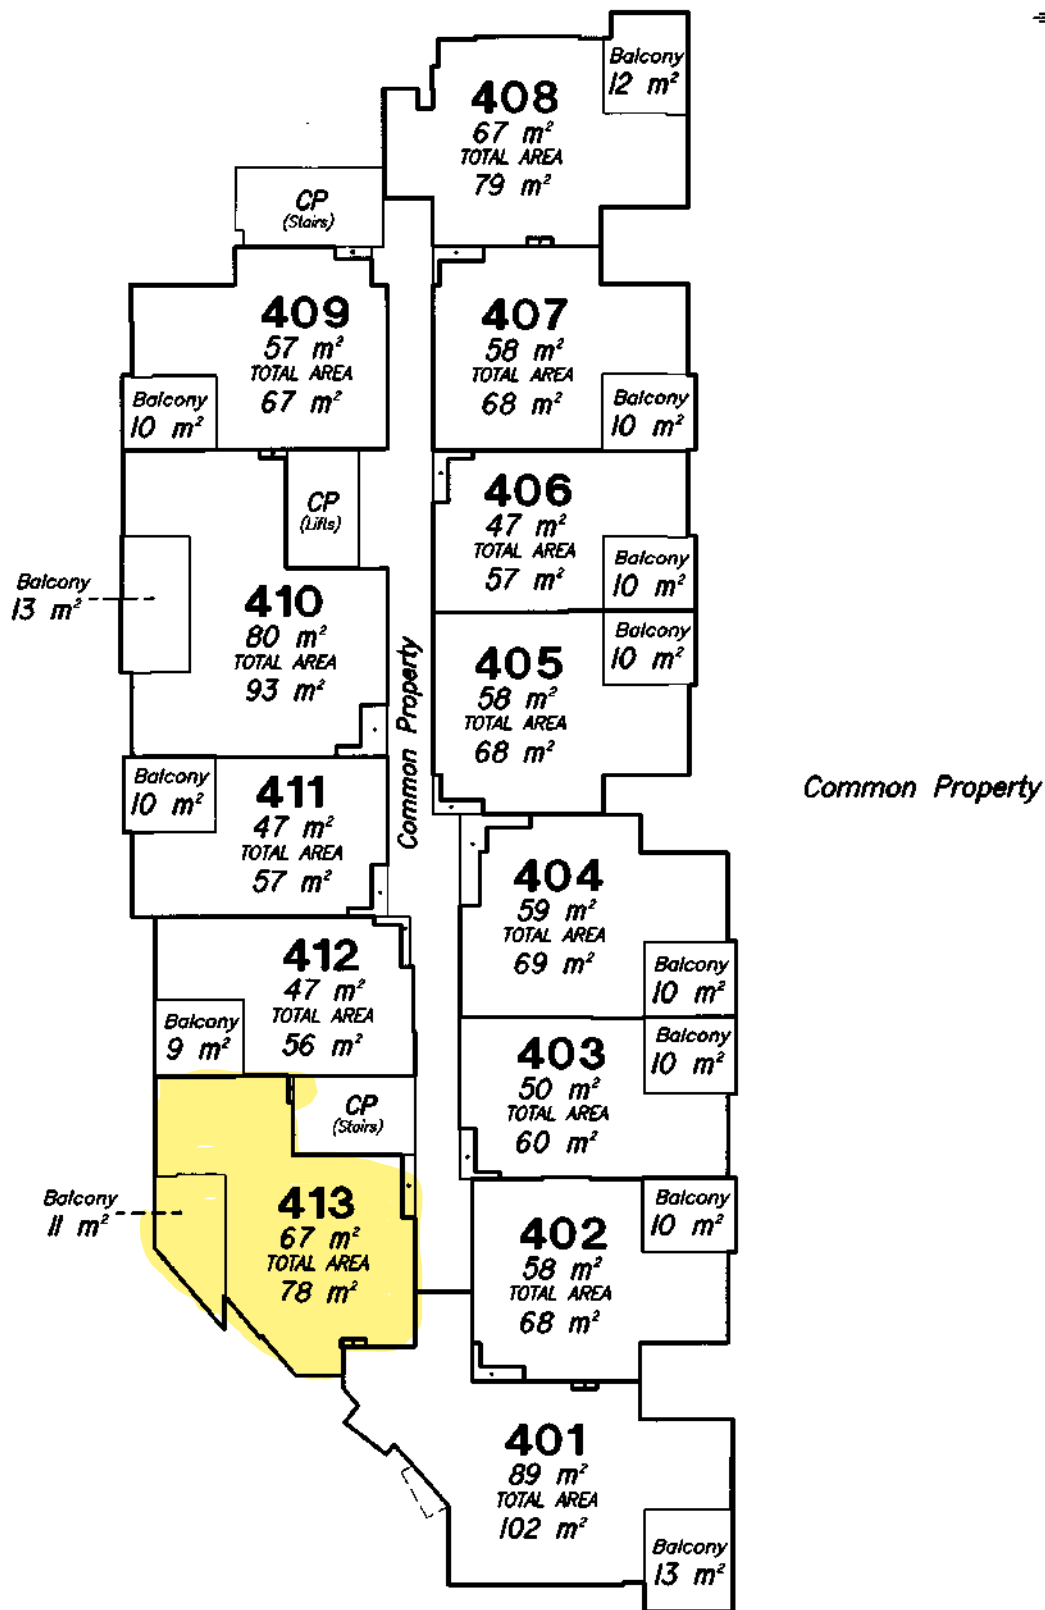 Balcony
12 m²
408
67 m²
TOTAL AREA
79 m²
CP
(Stairs)
409
57 m²
TOTAL AREA
67 m²
Balcony
10 m²
407
58 m²
TOTAL AREA
68 m²
Balcony
10 m²
CP
(Lifts)
406
47 m²
TOTAL AREA
57 m²
Balcony
10 m²
Balcony
13 m²
410
80 m²
TOTAL AREA
93 m²
Common Property
405
58 m²
TOTAL AREA
68 m²
Balcony
10 m²
Balcony
10 m²
411
47 m²
TOTAL AREA
57 m²
Common Property
404
59 m²
TOTAL AREA
69 m²
Balcony
10 m²
412
47 m²
TOTAL AREA
56 m²
Balcony
9 m²
403
50 m²
TOTAL AREA
60 m²
Balcony
10 m²
CP
(Stairs)
Balcony
11 m²
413
67 m²
TOTAL AREA
78 m²
402
58 m²
TOTAL AREA
68 m²
Balcony
10 m²
401
89 m²
TOTAL AREA
102 m²
Balcony
13 m²